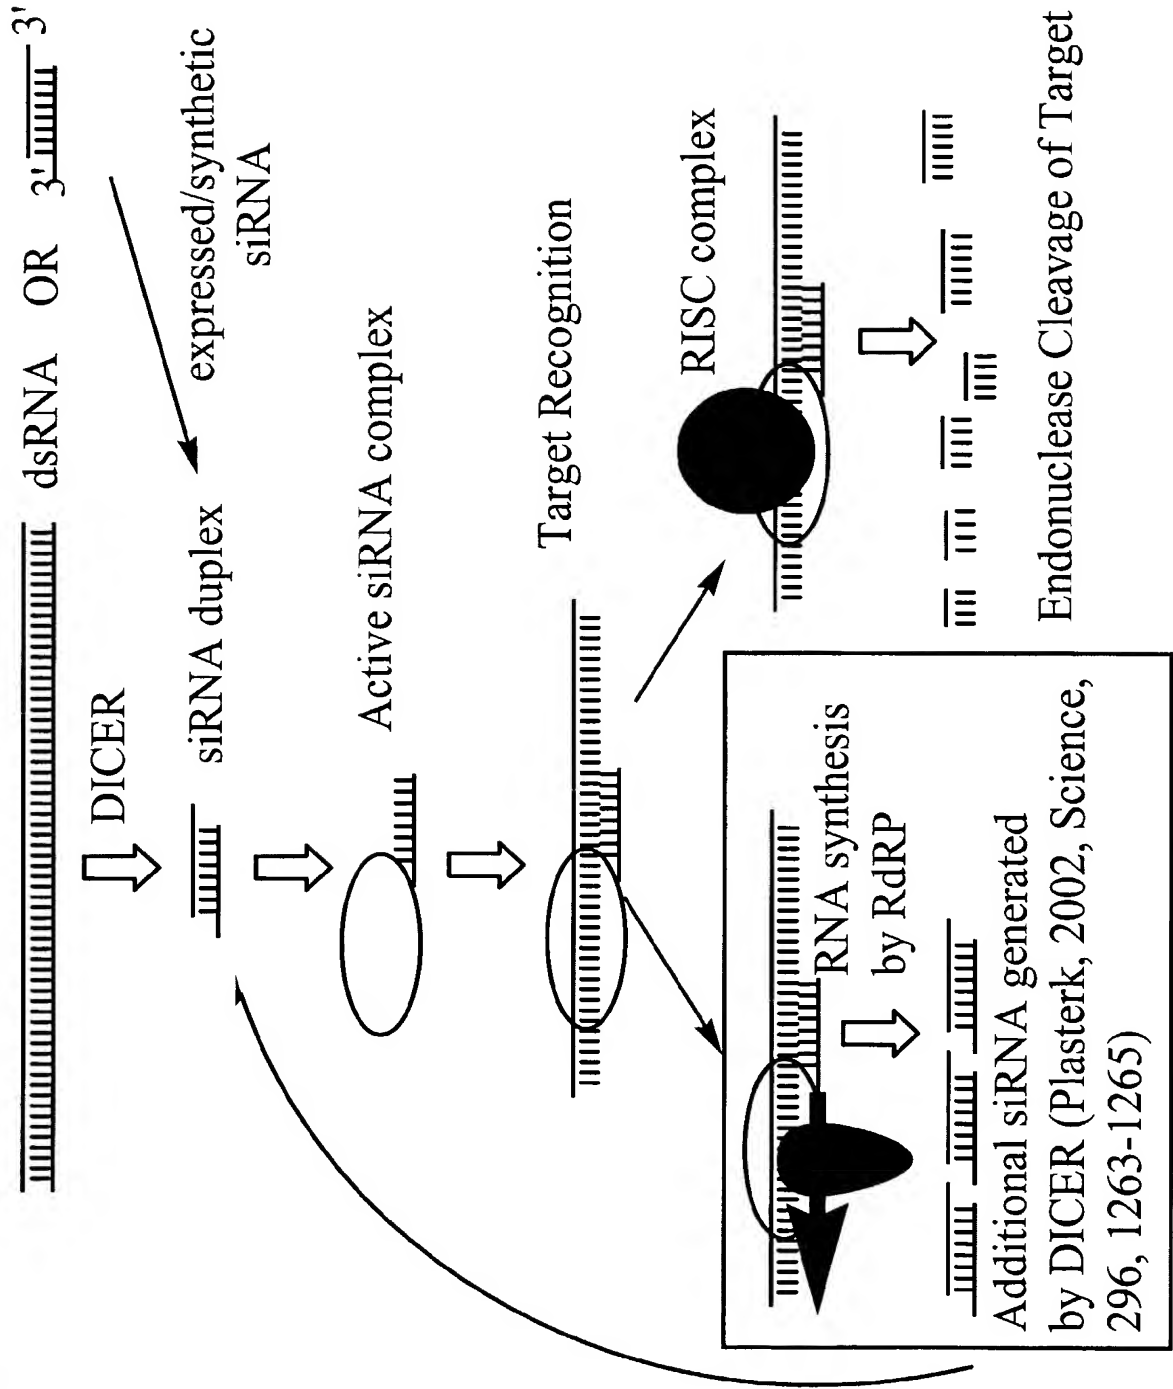 dsRNA OR 3' 3'
DICER
siRNA duplex
expressed/synthetic
siRNA
Active siRNA complex
Target Recognition
RISC complex
RNA synthesis
by RdRP
Additional siRNA generated
by DICER (Plasterk, 2002, Science,
296, 1263-1265)
Endonuclease Cleavage of Target